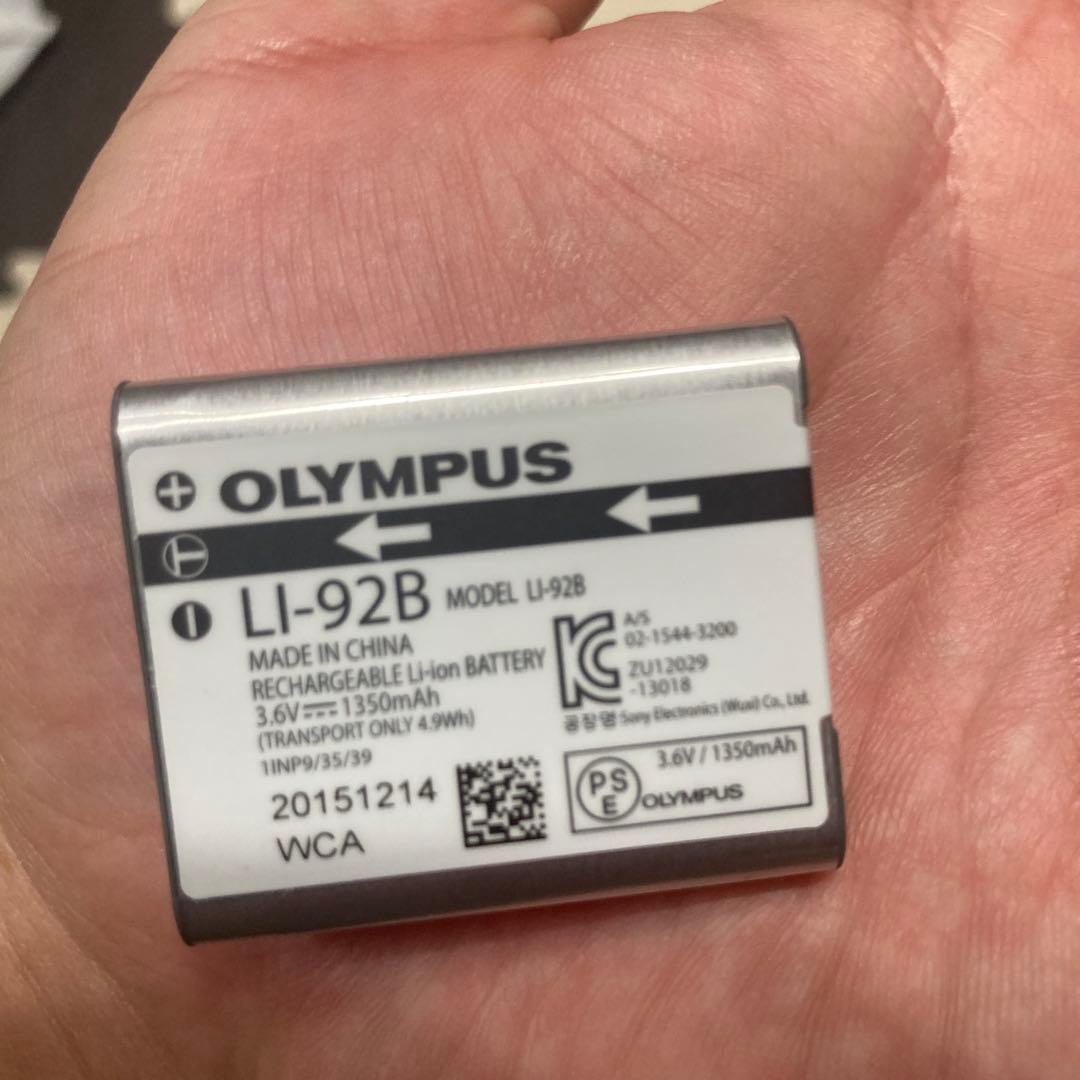 OLYMPUS
LI-92B MODEL LI-92B
MADE IN CHINA
RECHARGEABLE Li-ion BATTERY
3.6V⎓1350mAh
(TRANSPORT ONLY 4.9Wh)
1INP9/35/39
20151214
WCA
A/S
02-1544-3200
ZU12029
-13018
공장명 Sony Electronics (Wuxi) Co., Ltd.
3.6V / 1350mAh
PS
E
OLYMPUS